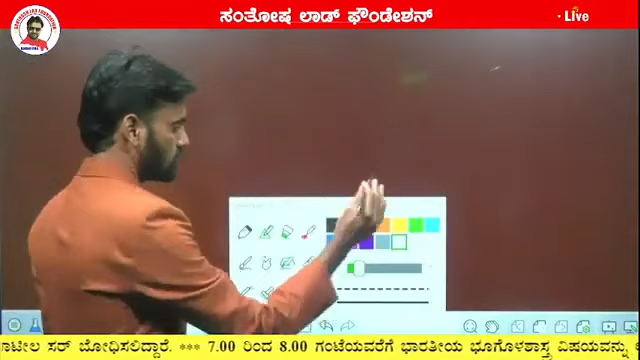 ಸಂತೋಷ ಲಾಡ್ ಫೌಂಡೇಶನ್
Live
ಸರ್ ಬೋಧಿಸಲಿದ್ದಾರೆ. *** 7.00 ರಿಂದ 8.00 ಗಂಟೆಯವರೆಗೆ ಭಾರತೀಯ ಭೂಗೋಳಶಾಸ್ತ್ರ ವಿಷಯವನ್ನು